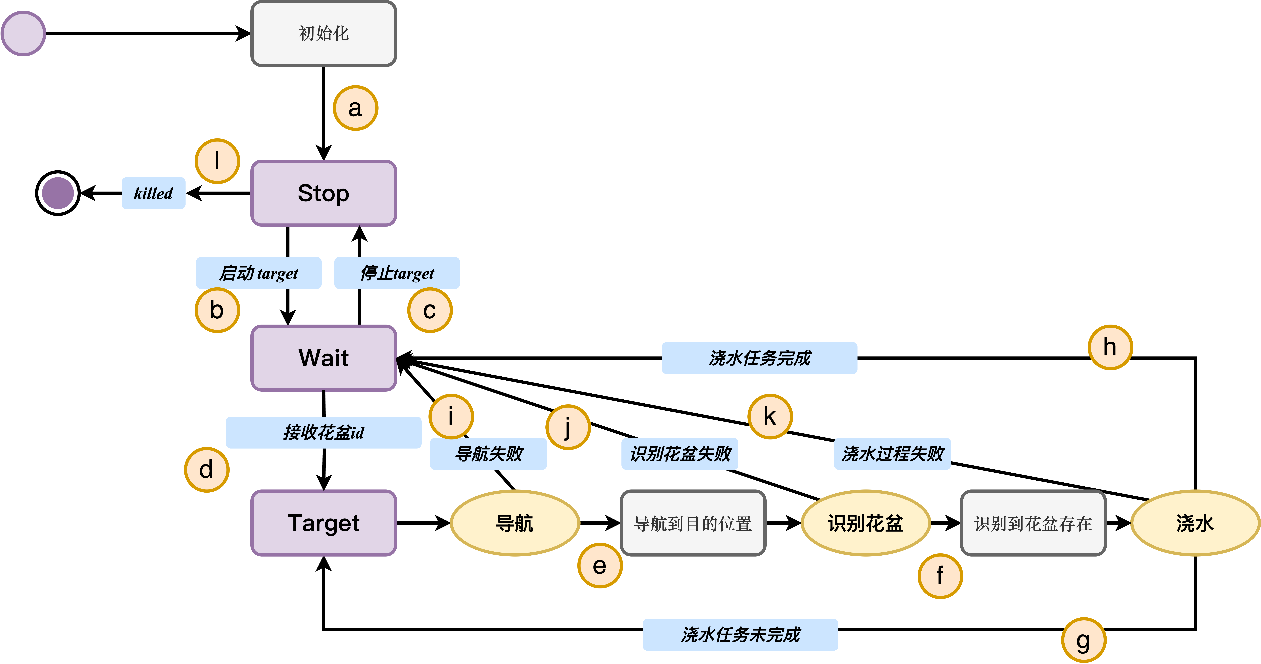 初始化
a
l
killed
Stop
启动 target
停止target
b
c
Wait
h
浇水任务完成
i
j
k
接收花盆id
导航失败
识别花盆失败
浇水过程失败
d
Target
导航
导航到目的位置
识别花盆
识别到花盆存在
浇水
e
f
浇水任务未完成
g